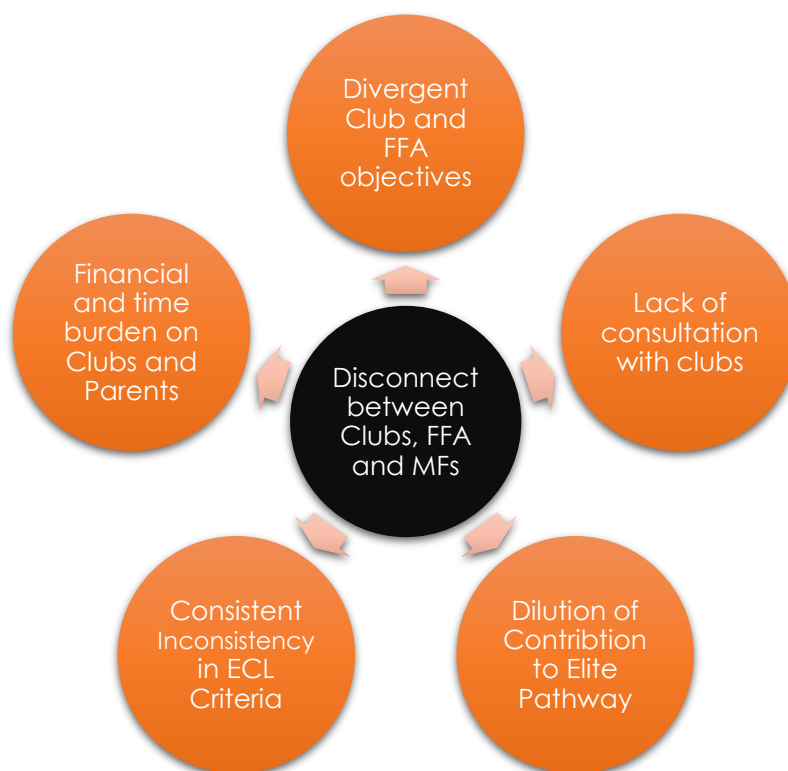 Divergent
Club and
FFA
objectives
Financial
and time
burden on
Clubs and
Parents
Lack of
consultation
with clubs
Disconnect
between
Clubs, FFA
and MFs
Consistent
Inconsistency
in ECL
Criteria
Dilution of
Contribtion
to Elite
Pathway